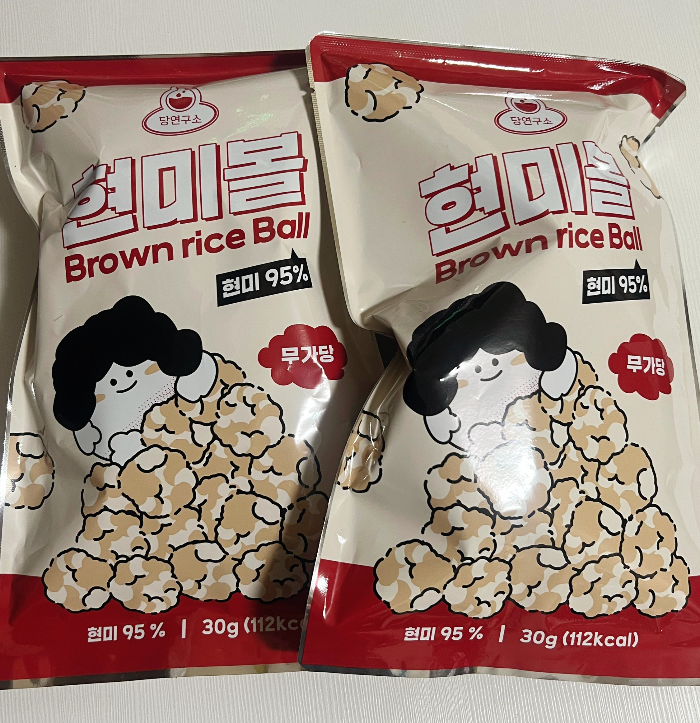 당연구소
현미볼
Brown rice Ball
현미 95%
무가당
현미 95 % | 30g (112kc
당연구소
현미볼
Brown rice Ball
현미 95%
무가당
현미 95 % | 30g (112kcal)